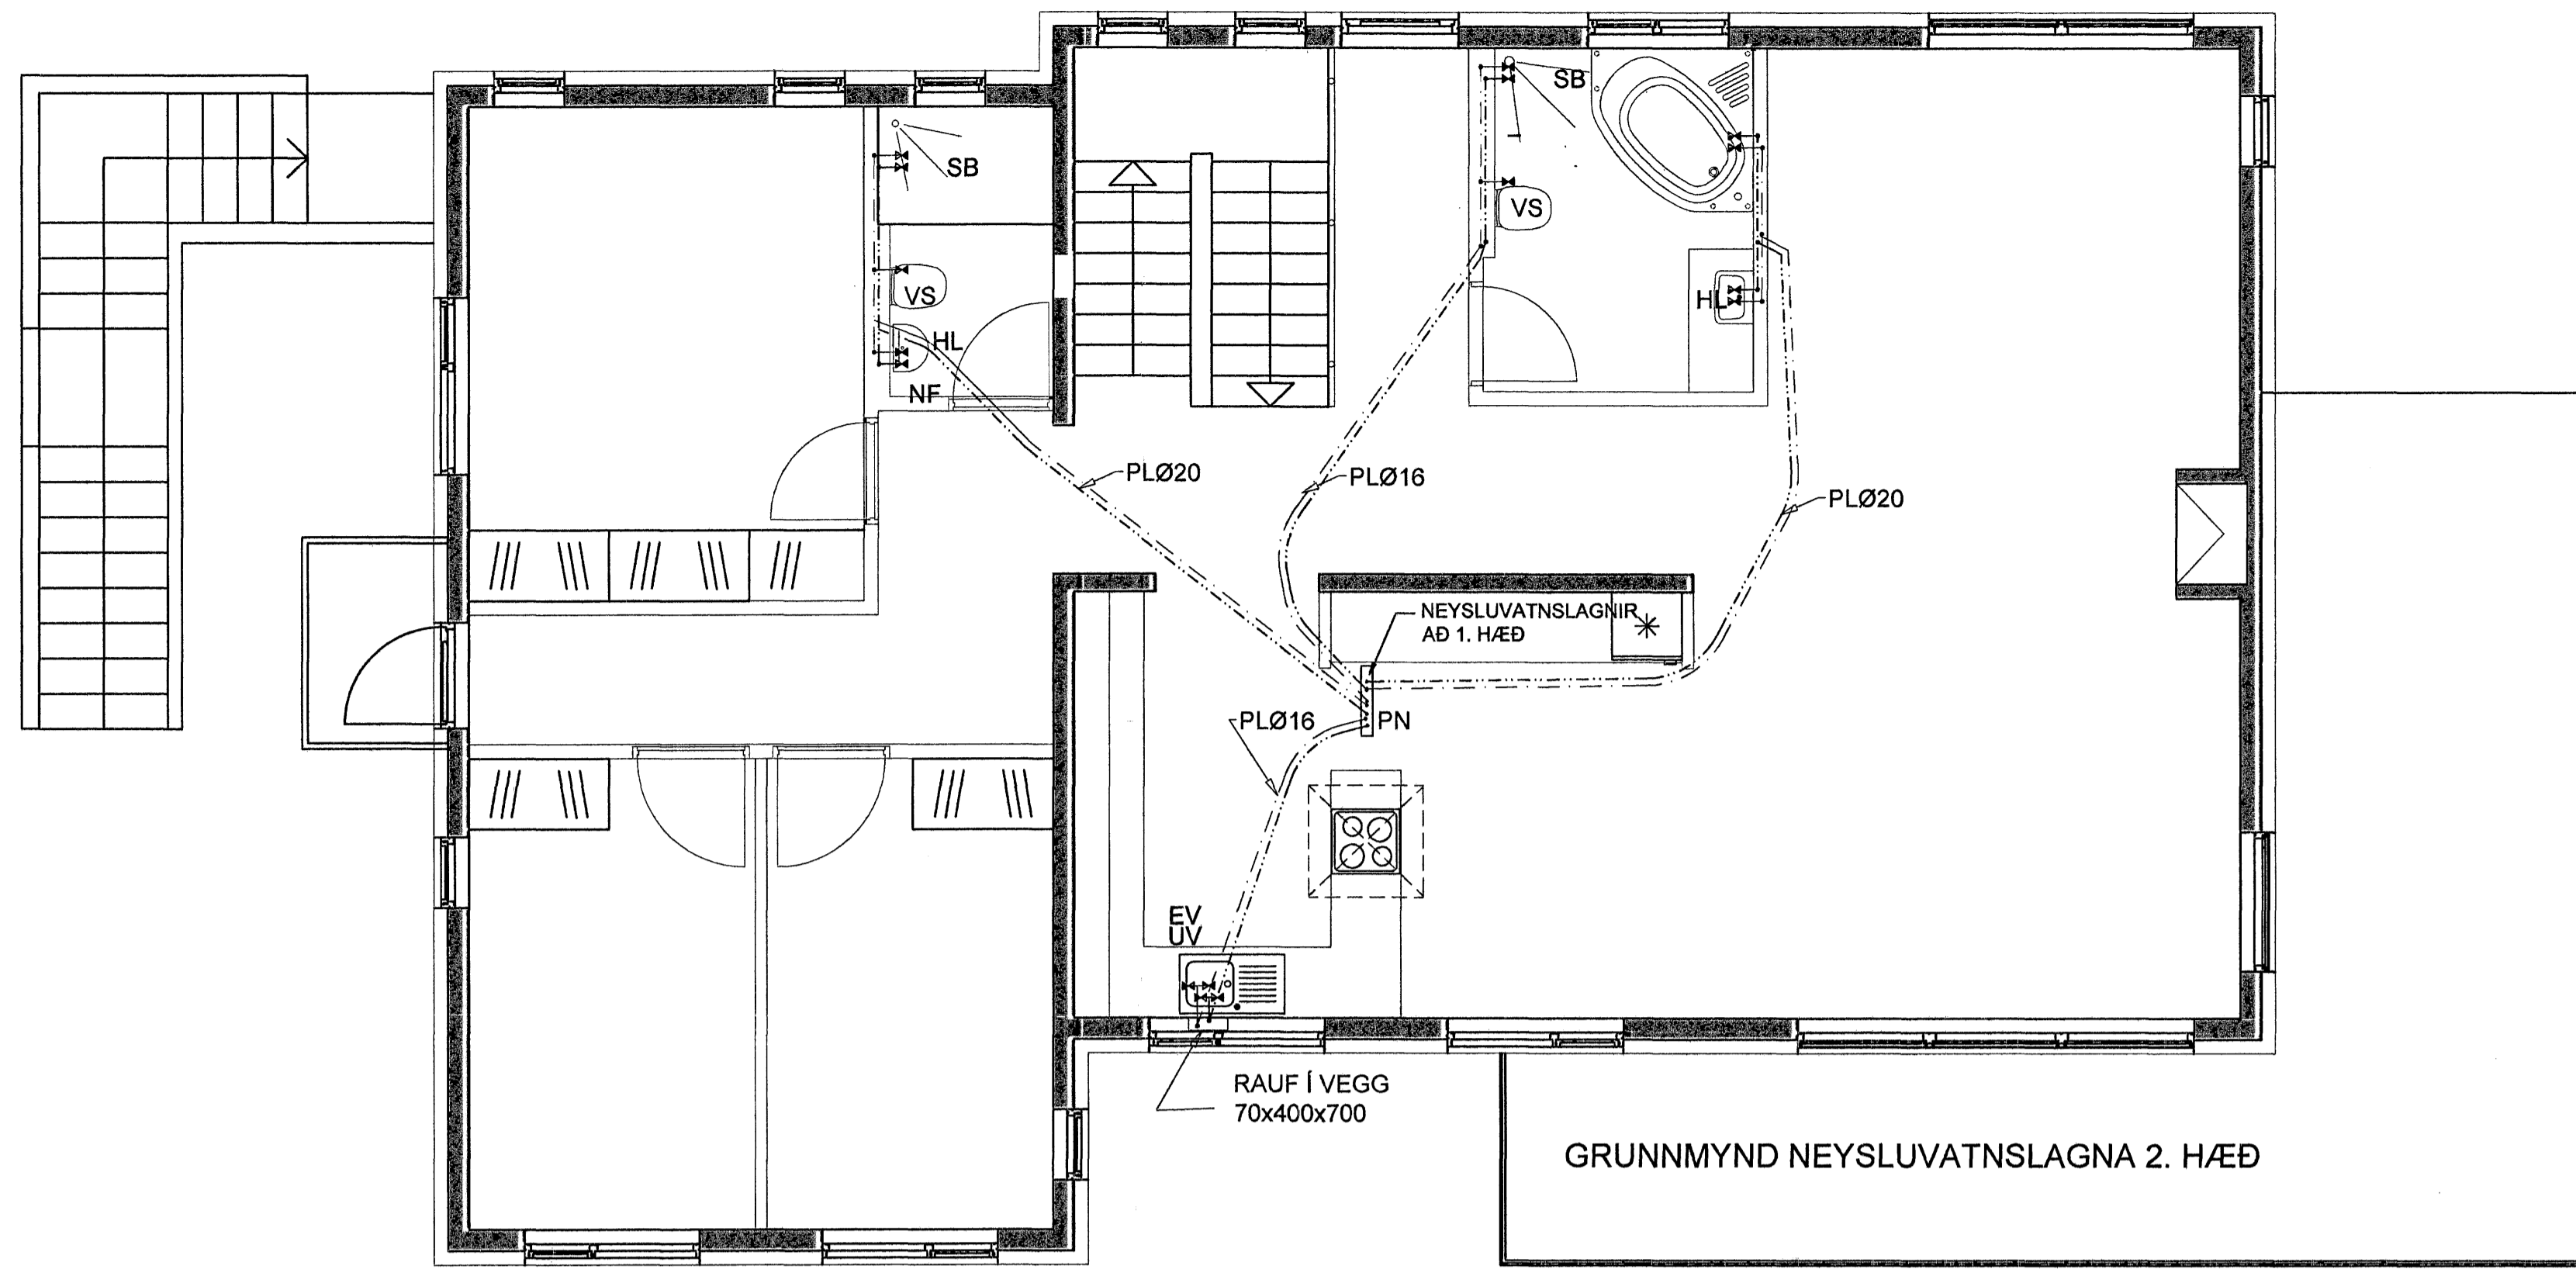 SB
SB
VS
VS
HL
HL
NF
PLØ20
PLØ16
PLØ20
NEYSLUVATNSLAGNIR
AÐ 1. HÆÐ
PLØ16
PN
EV
UV
RAUF Í VEGG
70x400x700
GRUNNMYND NEYSLUVATNSLAGNA 2. HÆÐ